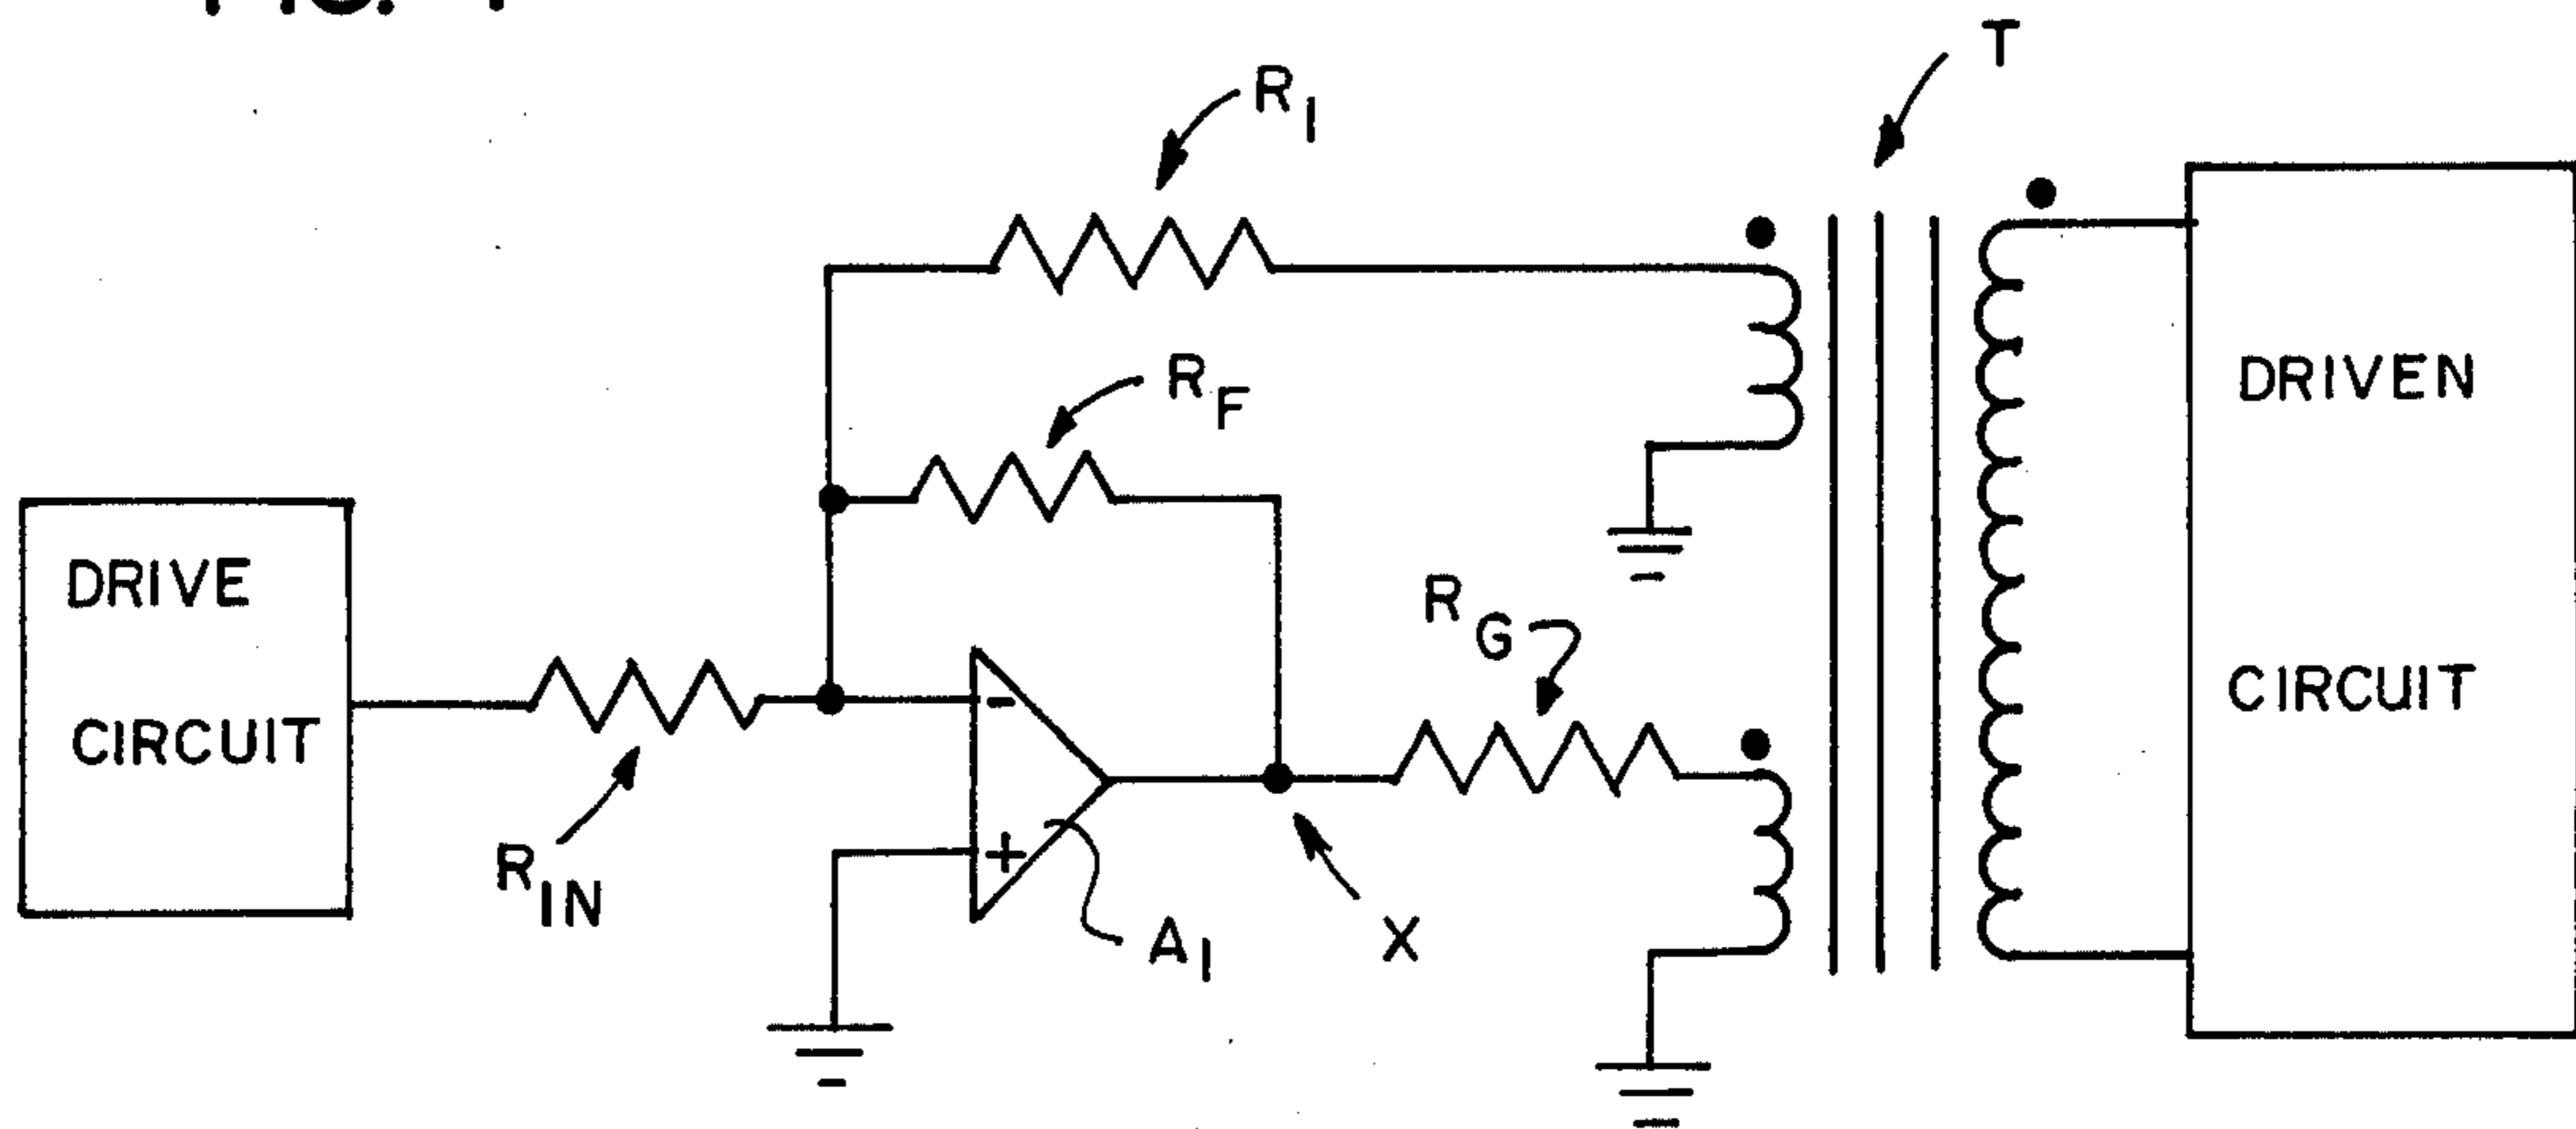 T
R1
RF
DRIVEN
CIRCUIT
DRIVE
CIRCUIT
RG
RIN
-
+
A1
X